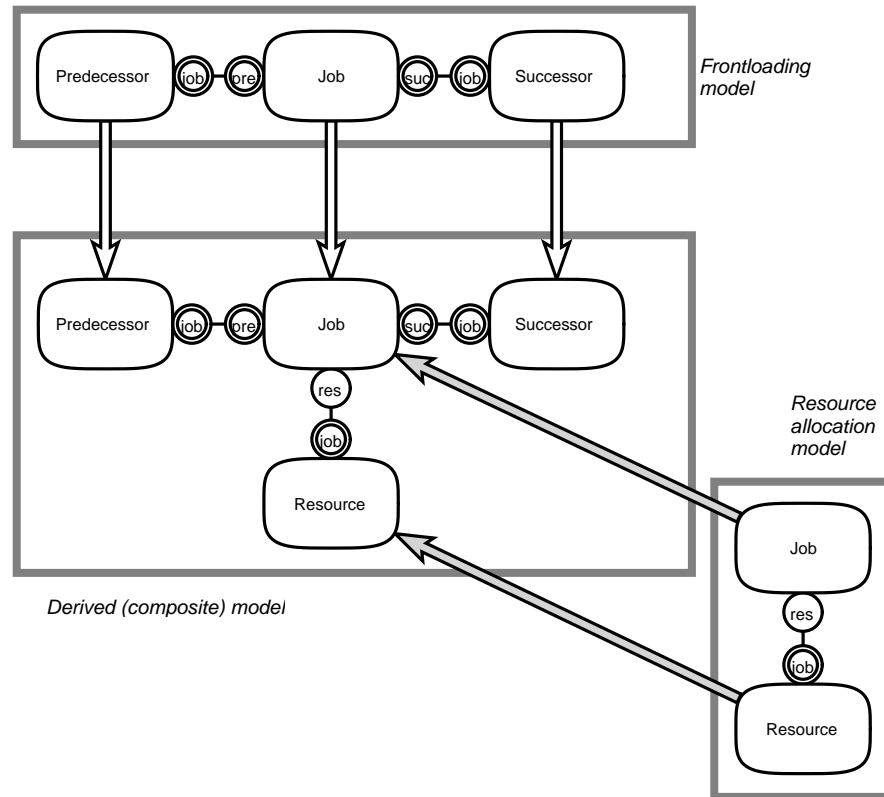 Predecessor
job
pre
Job
suc
job
Successor
Frontloading
model
Predecessor
job
pre
Job
suc
job
Successor
res
job
Resource
Resource
allocation
model
Job
res
job
Resource
Derived (composite) model